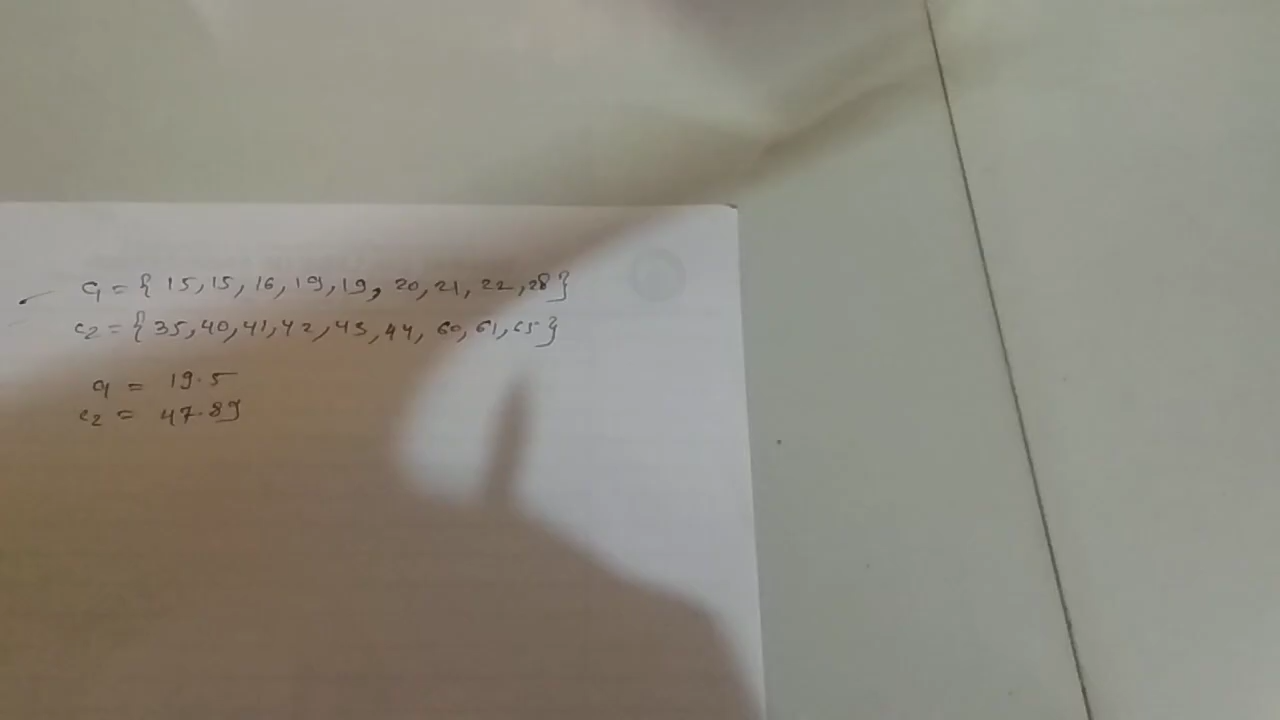 C1 = { 15, 15, 16, 19, 19, 20, 21, 22, 28}
C2 = { 35, 40, 41, 42, 43, 44, 60, 61, 65}
C1 = 19.5
C2 = 47.89